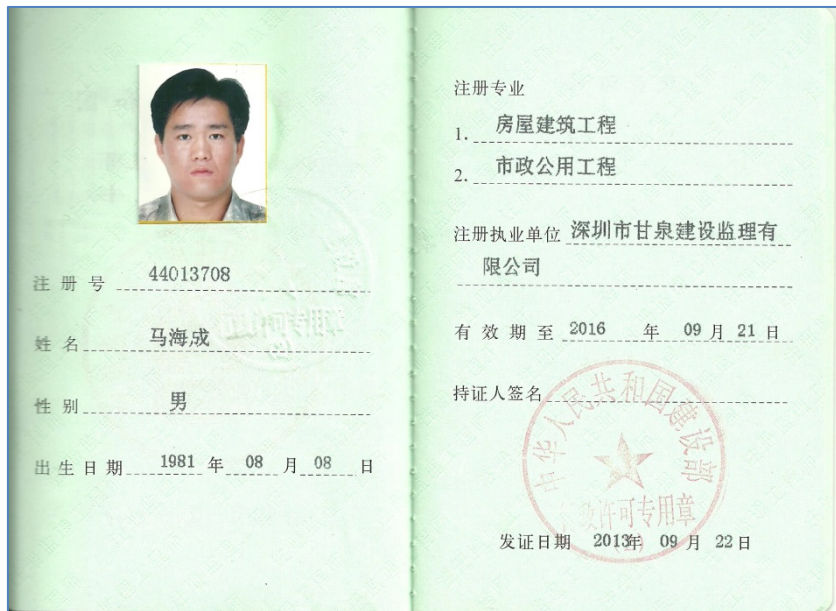 注册号 44013708
姓名 马海成
性别 男
出生日期 1981 年 08 月 08 日
注册专业
1. 房屋建筑工程
2. 市政公用工程
注册执业单位 深圳市甘泉建设监理有
限公司
有效期至 2016 年 09 月 21 日
持证人签名
中华人民共和国建设部
许可专用章
发证日期 2013年 09 月 22日